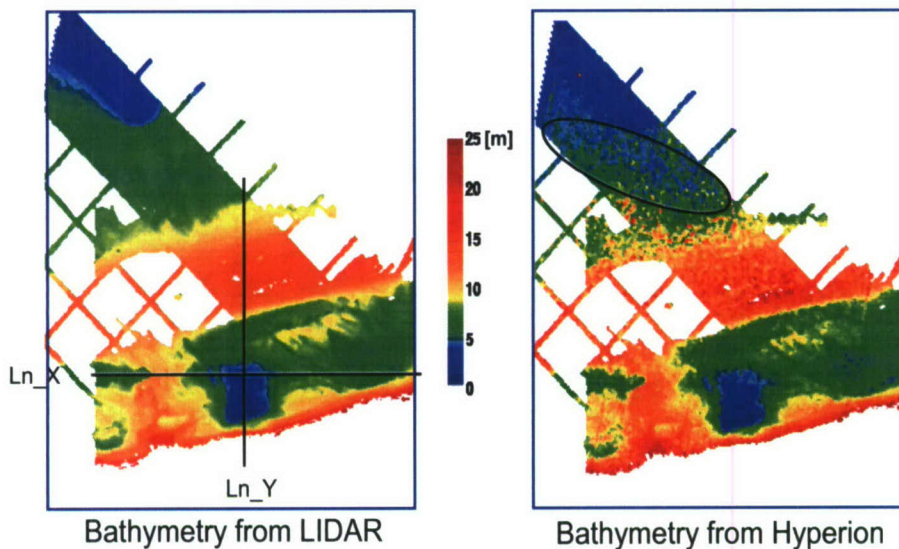 25 [m]
20
15
10
5
0
Ln_X
Ln_Y
Bathymetry from LIDAR
Bathymetry from Hyperion